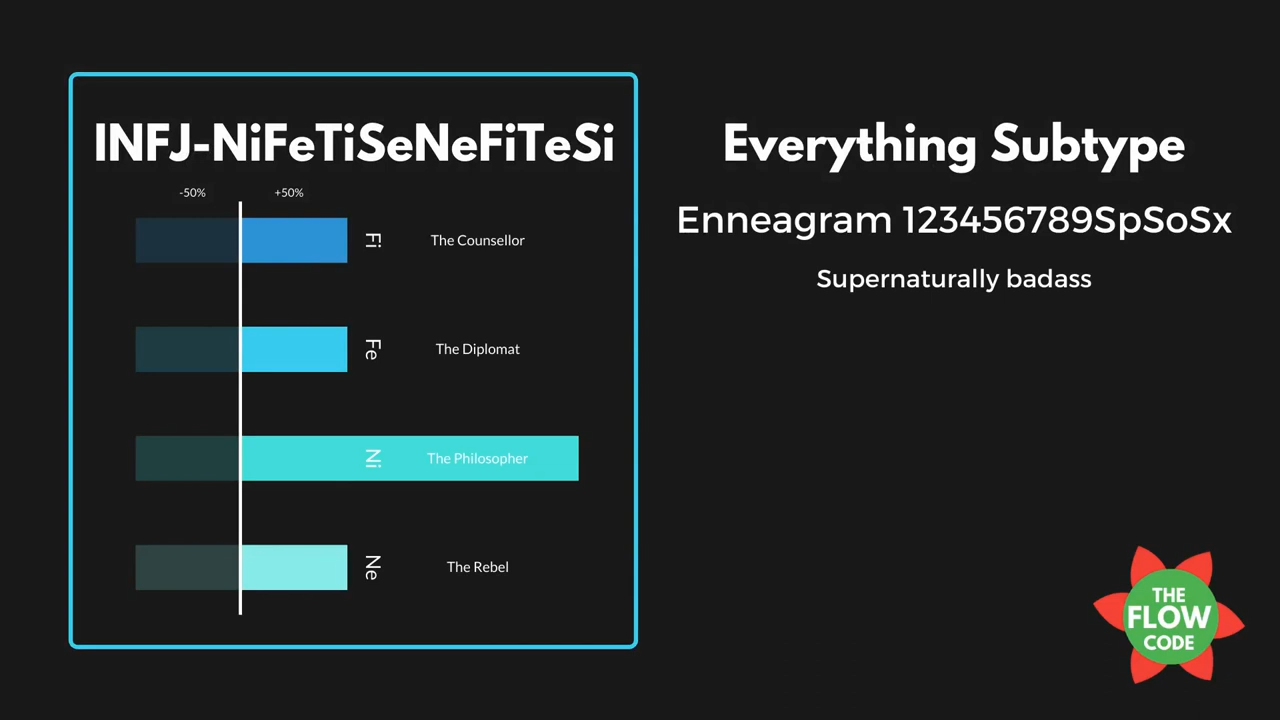 INFJ-NiFeTiSeNeFiTeSi
-50% +50%
Fi The Counsellor
Fe The Diplomat
Ni The Philosopher
Ne The Rebel
Everything Subtype
Enneagram 123456789SpSoSx
Supernaturally badass
THE
FLOW
CODE